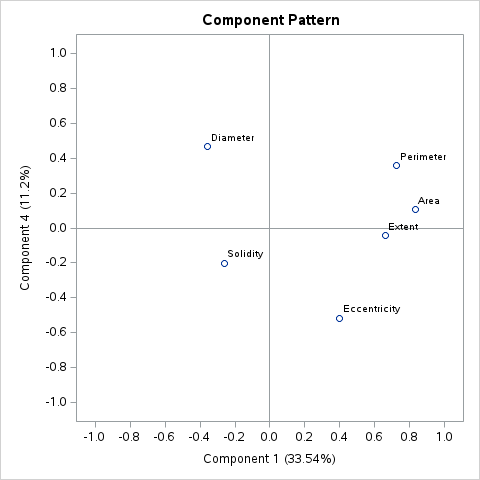 Component Pattern
1.0
0.8
0.6
0.4
0.2
0.0
-0.2
-0.4
-0.6
-0.8
-1.0
Component 4 (11.2%)
Diameter
Perimeter
Area
Extent
Solidity
Eccentricity
-1.0 -0.8 -0.6 -0.4 -0.2 0.0 0.2 0.4 0.6 0.8 1.0
Component 1 (33.54%)